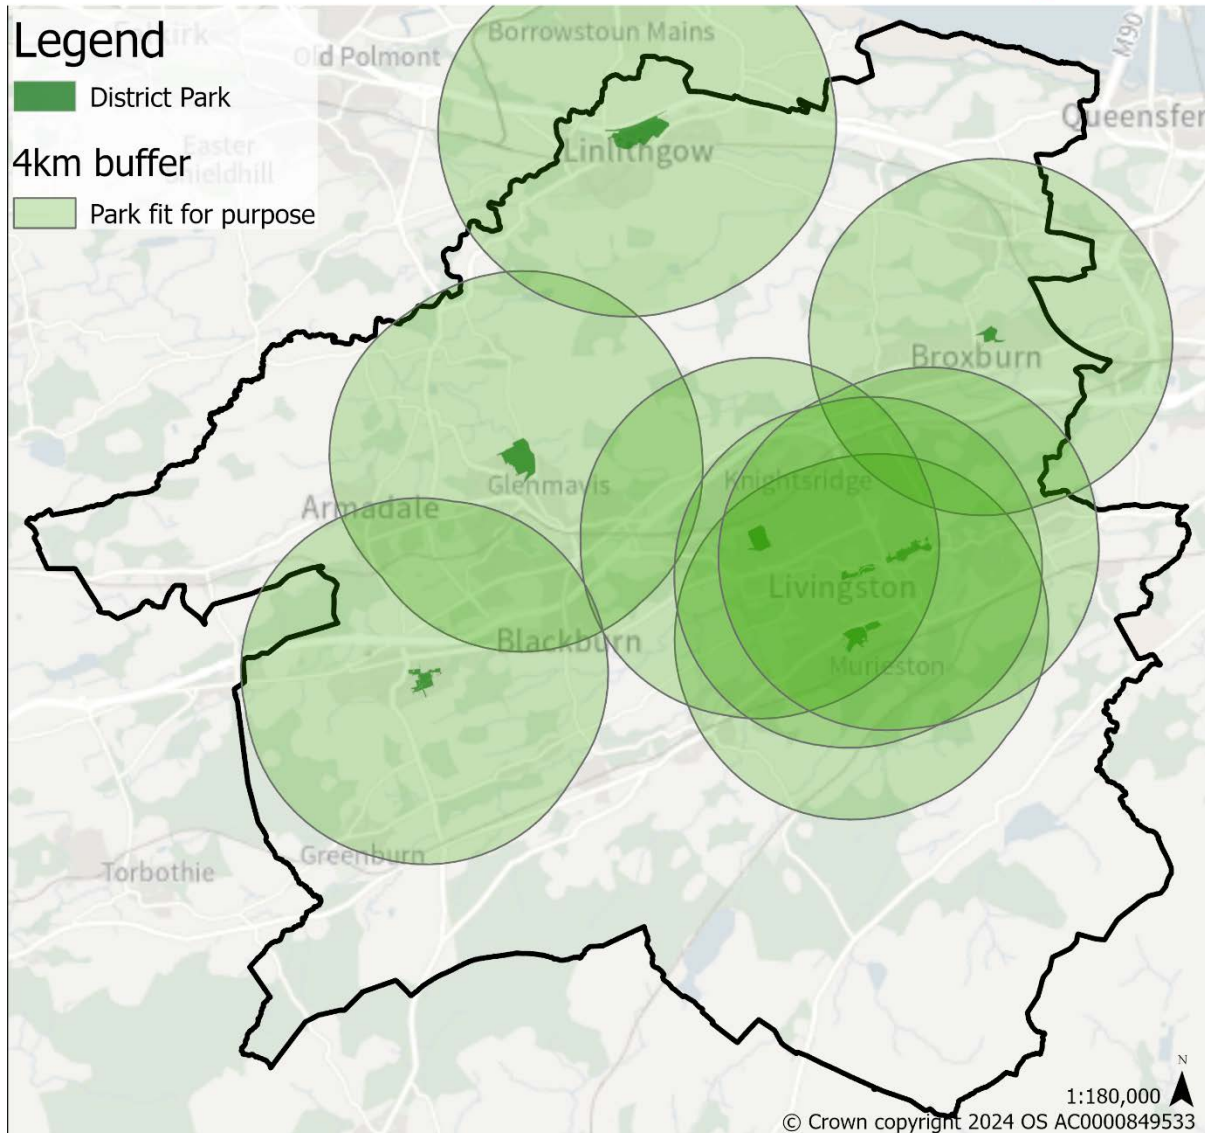 Legend
District Park
4km buffer
Park fit for purpose
Old Polmont
Borrowstoun Mains
M90
Queensfer
Easter
Linlithgow
Broxburn
Glenmavis
Knightsridge
Armadale
Livingston
Blackburn
Murieston
Greenburn
Torbothie
N
1:180,000
© Crown copyright 2024 OS AC0000849533